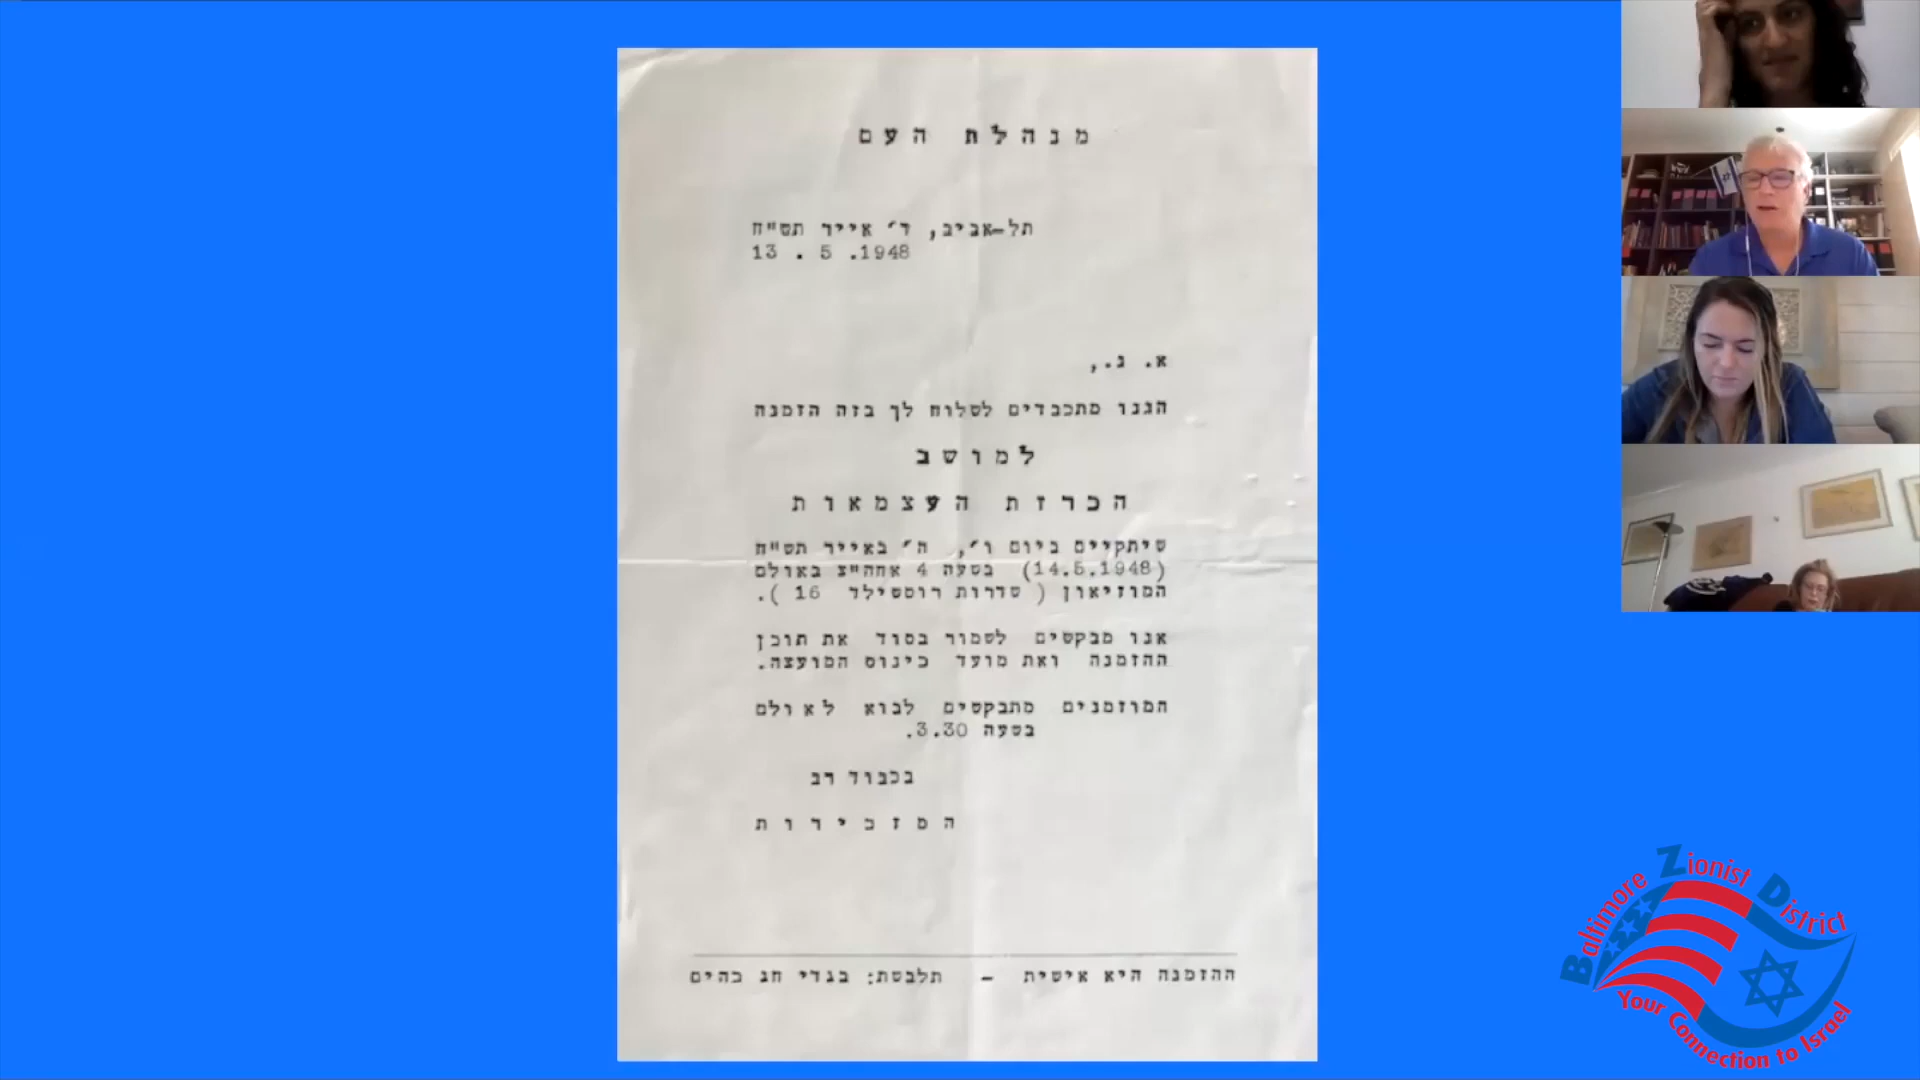 מנהלת העם
תל-אביב, ד' אייר תש"ח
13 . 5 .1948
א. נ.,
הננו מתכבדים לשלוח לך בזה הזמנה
למושב
הכרזת העצמאות
שיתקיים ביום ו', ה' באייר תש"ח
(14.5.1948) בשעה 4 אחה"צ באולם
המוזיאון ( שדרות רוטשילד 16 ).
אנו מבקשים לשמור בסוד את תוכן
ההזמנה ואת מועד כינוס המועצה.
המוזמנים מתבקשים לבוא לאולם
בשעה 3.30.
בכבוד רב
המזכירות
ההזמנה היא אישית - תלבשת: בגדי חג כהים
Baltimore Zionist District
Your Connection to Israel